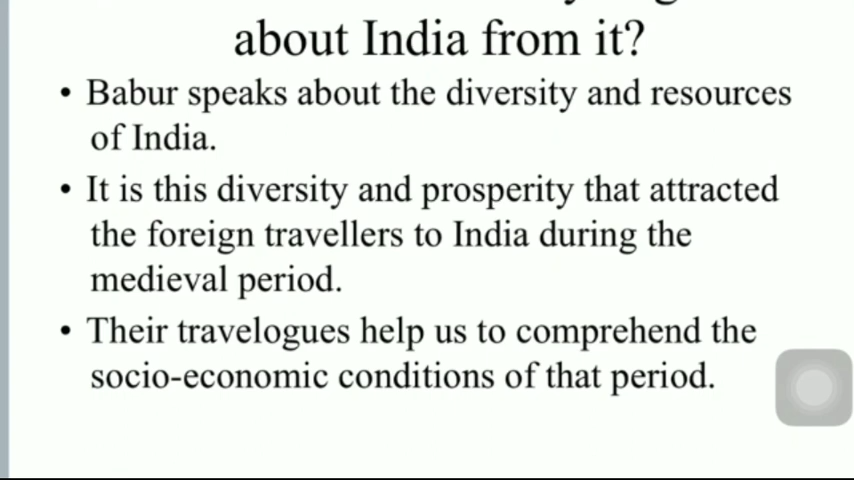 about India from it?
• Babur speaks about the diversity and resources
of India.
• It is this diversity and prosperity that attracted
the foreign travellers to India during the
medieval period.
• Their travelogues help us to comprehend the
socio-economic conditions of that period.